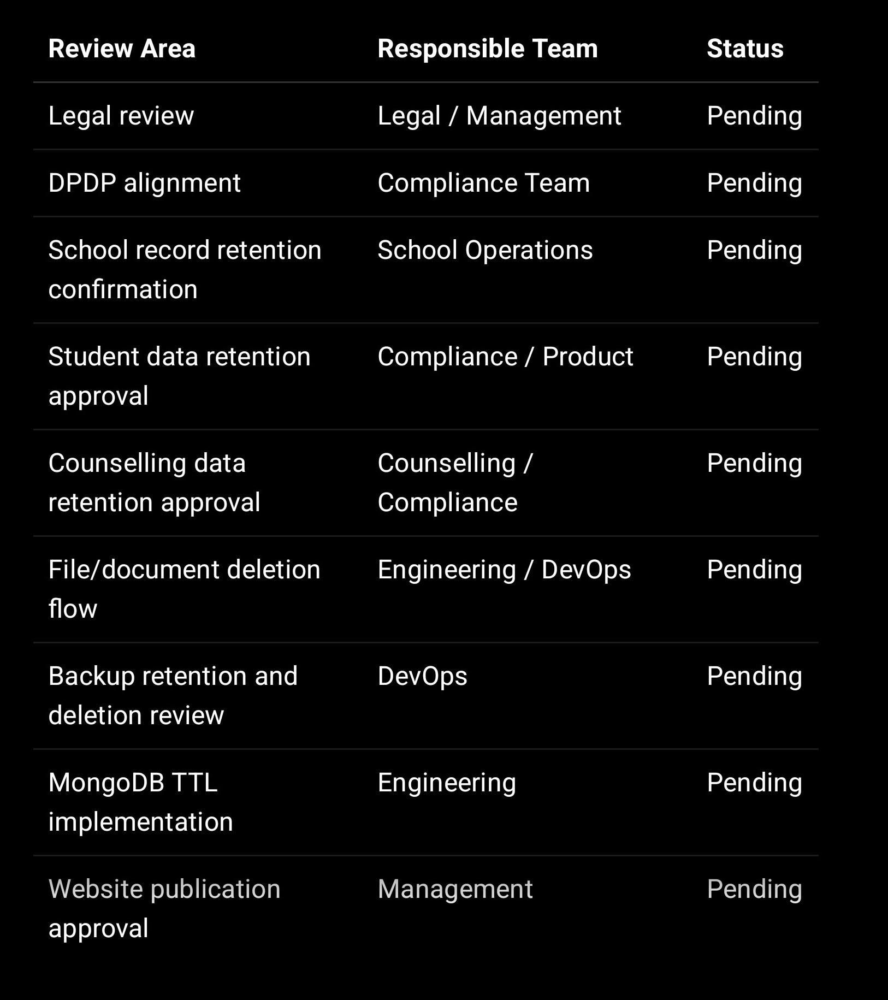 Review Area Responsible Team Status
Legal review Legal / Management Pending
DPDP alignment Compliance Team Pending
School record retention School Operations Pending
confirmation
Student data retention Compliance / Product Pending
approval
Counselling data Counselling / Pending
retention approval Compliance
File/document deletion Engineering / DevOps Pending
flow
Backup retention and DevOps Pending
deletion review
MongoDB TTL Engineering Pending
implementation
Website publication Management Pending
approval